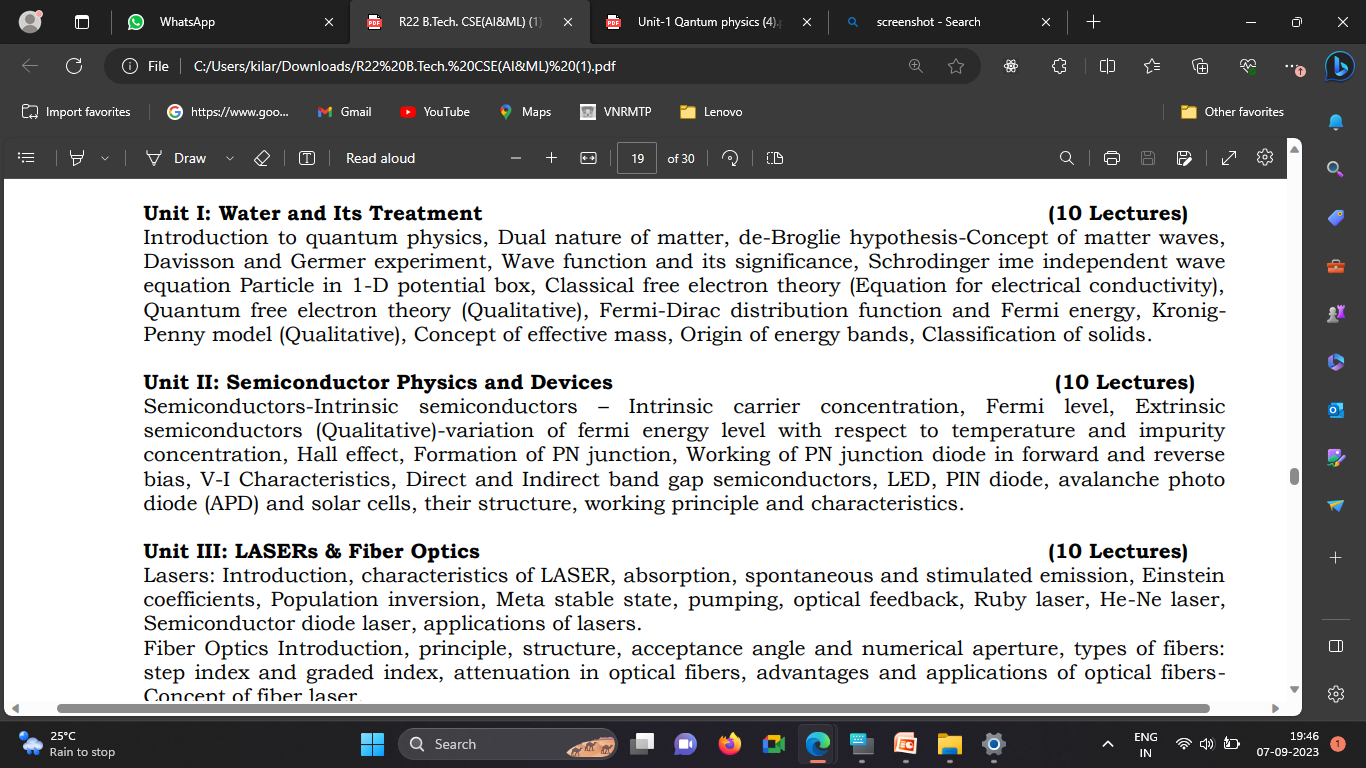 WhatsApp
R22 B.Tech. CSE(AI&ML) (1)
Unit-1 Qantum physics (4).
screenshot - Search
File
C:/Users/kilar/Downloads/R22%20B.Tech.%20CSE(AI&ML)%20(1).pdf
Import favorites
https://www.goo...
Gmail
YouTube
Maps
VNRMTP
Lenovo
Other favorites
Draw
Read aloud
19
of 30
Unit I: Water and Its Treatment (10 Lectures)
Introduction to quantum physics, Dual nature of matter, de-Broglie hypothesis-Concept of matter waves,
Davisson and Germer experiment, Wave function and its significance, Schrodinger ime independent wave
equation Particle in 1-D potential box, Classical free electron theory (Equation for electrical conductivity),
Quantum free electron theory (Qualitative), Fermi-Dirac distribution function and Fermi energy, Kronig-
Penny model (Qualitative), Concept of effective mass, Origin of energy bands, Classification of solids.
Unit II: Semiconductor Physics and Devices (10 Lectures)
Semiconductors-Intrinsic semiconductors – Intrinsic carrier concentration, Fermi level, Extrinsic
semiconductors (Qualitative)-variation of fermi energy level with respect to temperature and impurity
concentration, Hall effect, Formation of PN junction, Working of PN junction diode in forward and reverse
bias, V-I Characteristics, Direct and Indirect band gap semiconductors, LED, PIN diode, avalanche photo
diode (APD) and solar cells, their structure, working principle and characteristics.
Unit III: LASERs & Fiber Optics (10 Lectures)
Lasers: Introduction, characteristics of LASER, absorption, spontaneous and stimulated emission, Einstein
coefficients, Population inversion, Meta stable state, pumping, optical feedback, Ruby laser, He-Ne laser,
Semiconductor diode laser, applications of lasers.
Fiber Optics Introduction, principle, structure, acceptance angle and numerical aperture, types of fibers:
step index and graded index, attenuation in optical fibers, advantages and applications of optical fibers-
Concept of fiber laser.
25°C
Rain to stop
Search
ENG
IN
19:46
07-09-2023
1